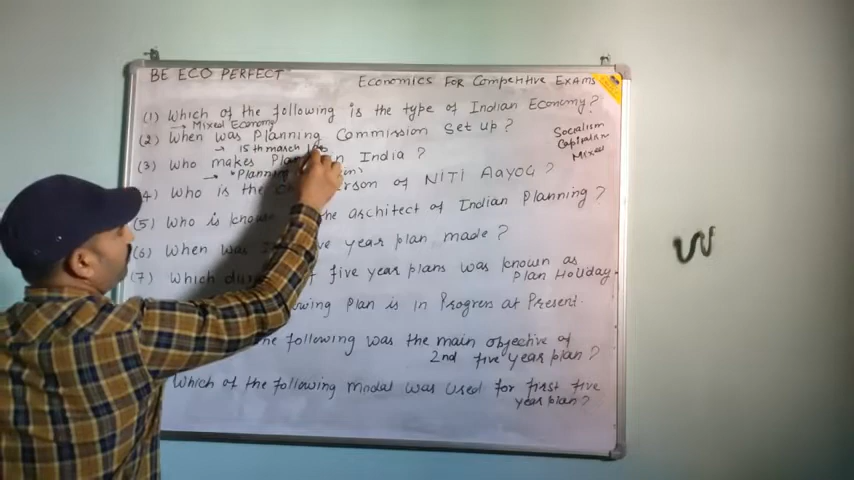 BE ECO PERFECT Economics For Competitive Exams
(1) Which of the following is the type of Indian Economy?
→ Mixed Economy
(2) When was Planning Commission Set up?
→ 15th march
(3) Who makes in India?
→ "Planning
4) Who is the of NITI Aayog?
(5) Who is the architect of Indian Planning?
(6) When was five year plan made?
(7) Which five year plans was known as
Plan Holiday.
Plan is in Progress at Present.
following was the main objective of
2nd five year plan?
Which of the following modal was used for first five
year plan?
Socialism
Capitalism
Mixed